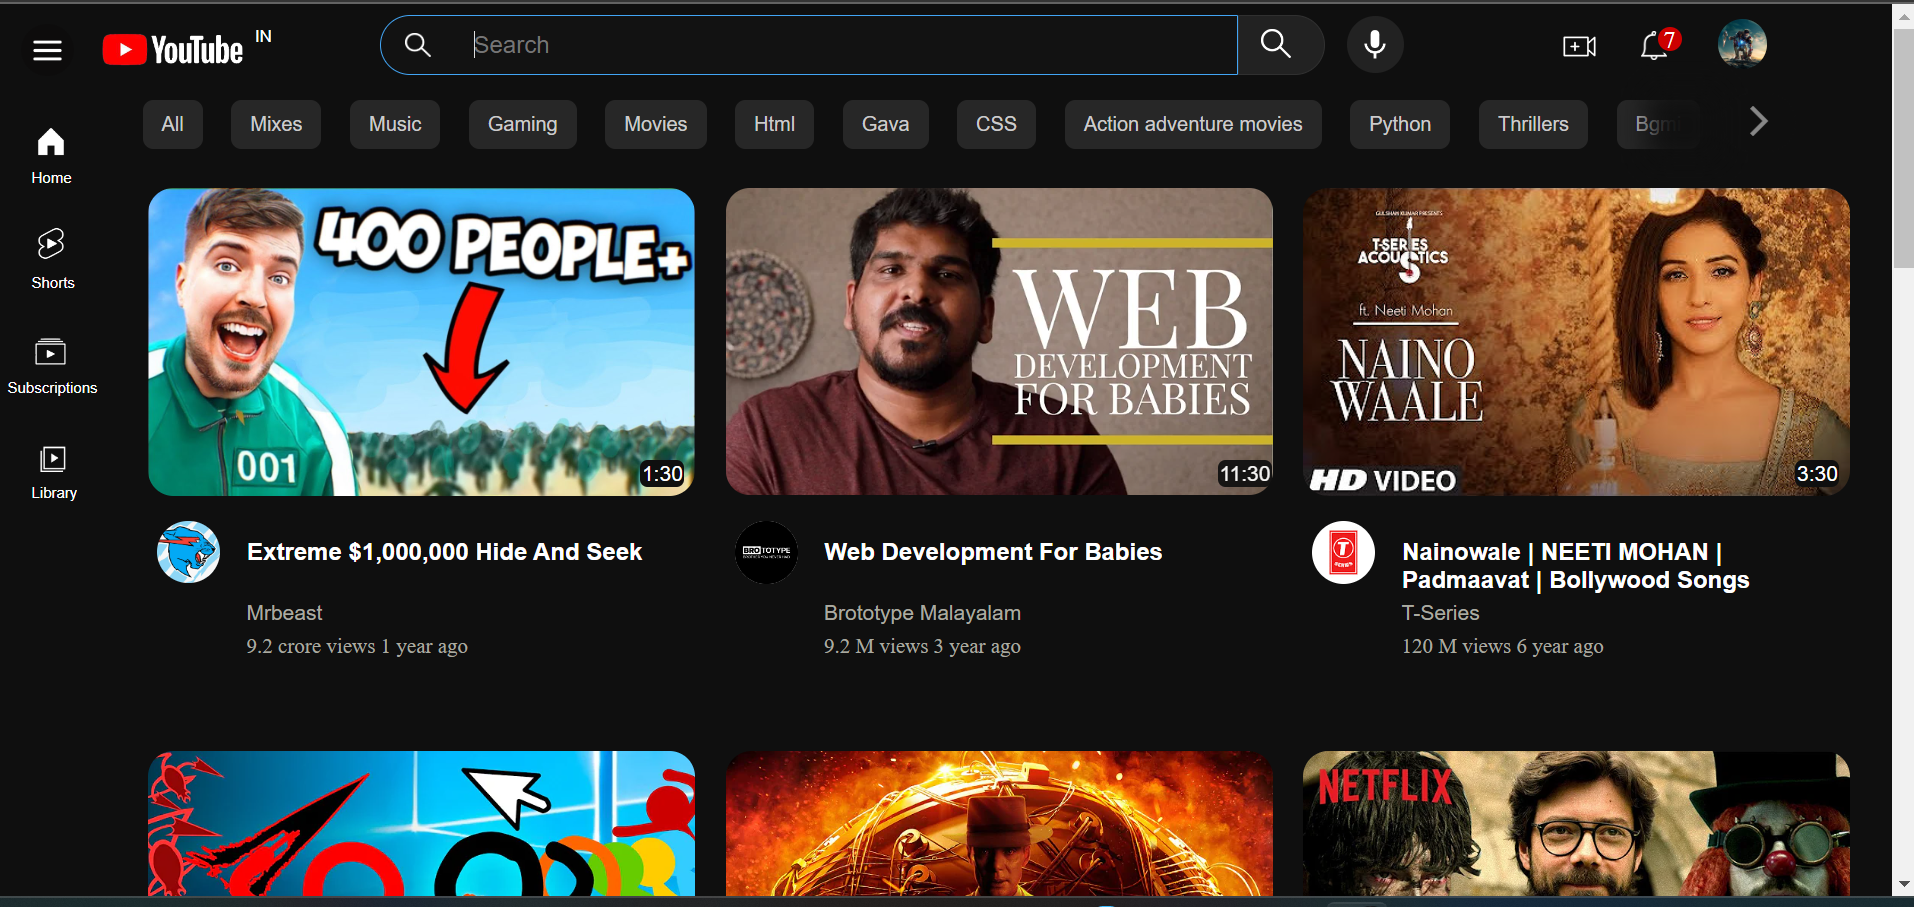 YouTube IN
Search
7
All
Mixes
Music
Gaming
Movies
Html
Gava
CSS
Action adventure movies
Python
Thrillers
Home
Shorts
Subscriptions
Library
400 PEOPLE+
001
1:30
WEB
DEVELOPMENT
FOR BABIES
11:30
GULSHAN KUMAR PRESENTS
T-SERIES
ACOUSTICS
ft. Neeti Mohan
NAINO
WAALE
HD VIDEO
3:30
Extreme $1,000,000 Hide And Seek
Mrbeast
9.2 crore views 1 year ago
BROTOTYPE
Web Development For Babies
Brototype Malayalam
9.2 M views 3 year ago
T
SERIES
Nainowale | NEETI MOHAN |
Padmaavat | Bollywood Songs
T-Series
120 M views 6 year ago
NETFLIX